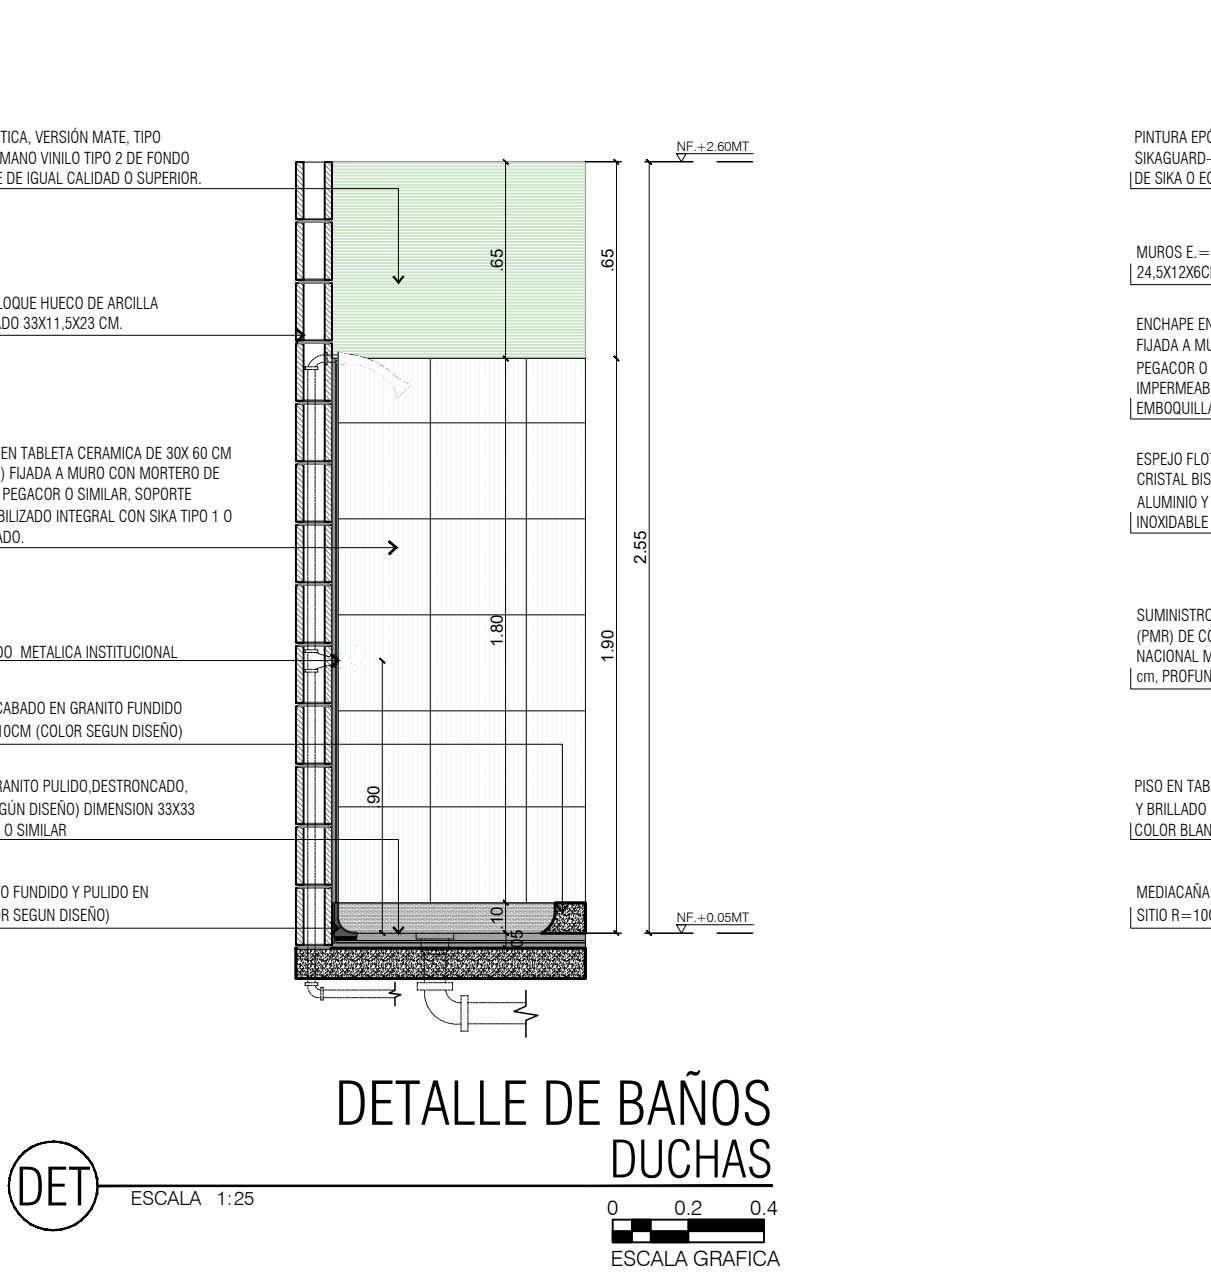 TICA, VERSIÓN MATE, TIPO
MANO VINILO TIPO 2 DE FONDO
E DE IGUAL CALIDAD O SUPERIOR.
LOQUE HUECO DE ARCILLA
ADO 33X11,5X23 CM.
EN TABLETA CERAMICA DE 30X 60 CM
) FIJADA A MURO CON MORTERO DE
PEGACOR O SIMILAR, SOPORTE
BILIZADO INTEGRAL CON SIKA TIPO 1 O
ADO.
DO METALICA INSTITUCIONAL
CABADO EN GRANITO FUNDIDO
10CM (COLOR SEGUN DISEÑO)
RANITO PULIDO,DESTRONCADO,
GÚN DISEÑO) DIMENSION 33X33
O SIMILAR
O FUNDIDO Y PULIDO EN
OR SEGUN DISEÑO)
NF.+2.60MT
.65
.65
2.55
1.80
1.90
.90
.10
.05
NF.+0.05MT
PINTURA EPÓ
SIKAGUARD-
DE SIKA O EQ
MUROS E.=
24,5X12X6C
ENCHAPE EN
FIJADA A MU
PEGACOR O
IMPERMEAB
EMBOQUILLA
ESPEJO FLOT
CRISTAL BIS
ALUMINIO Y
INOXIDABLE
SUMINISTRO
(PMR) DE CO
NACIONAL M
cm, PROFUN
PISO EN TAB
Y BRILLADO
COLOR BLAN
MEDIACAÑA
SITIO R=100
DETALLE DE BAÑOS
DUCHAS
DET
ESCALA 1:25
0 0.2 0.4
ESCALA GRAFICA